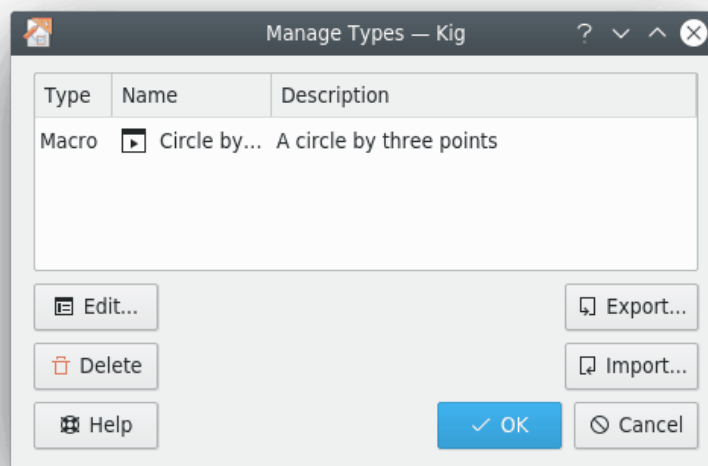 Manage Types — Kig
Type Name Description
Macro Circle by... A circle by three points
Edit... Export...
Delete Import...
Help OK Cancel